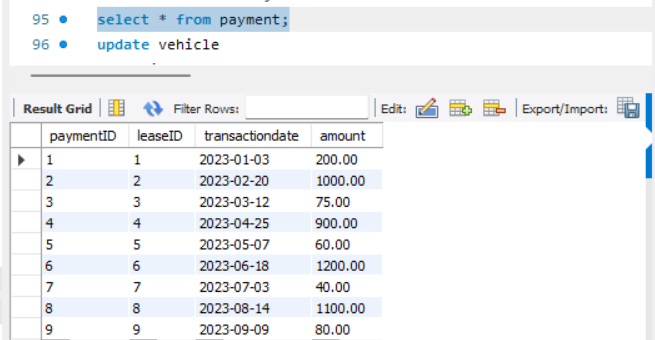 95 select * from payment;
96 update vehicle
Result Grid Filter Rows: Edit: Export/Import:
paymentID leaseID transactiondate amount
1 1 2023-01-03 200.00
2 2 2023-02-20 1000.00
3 3 2023-03-12 75.00
4 4 2023-04-25 900.00
5 5 2023-05-07 60.00
6 6 2023-06-18 1200.00
7 7 2023-07-03 40.00
8 8 2023-08-14 1100.00
9 9 2023-09-09 80.00